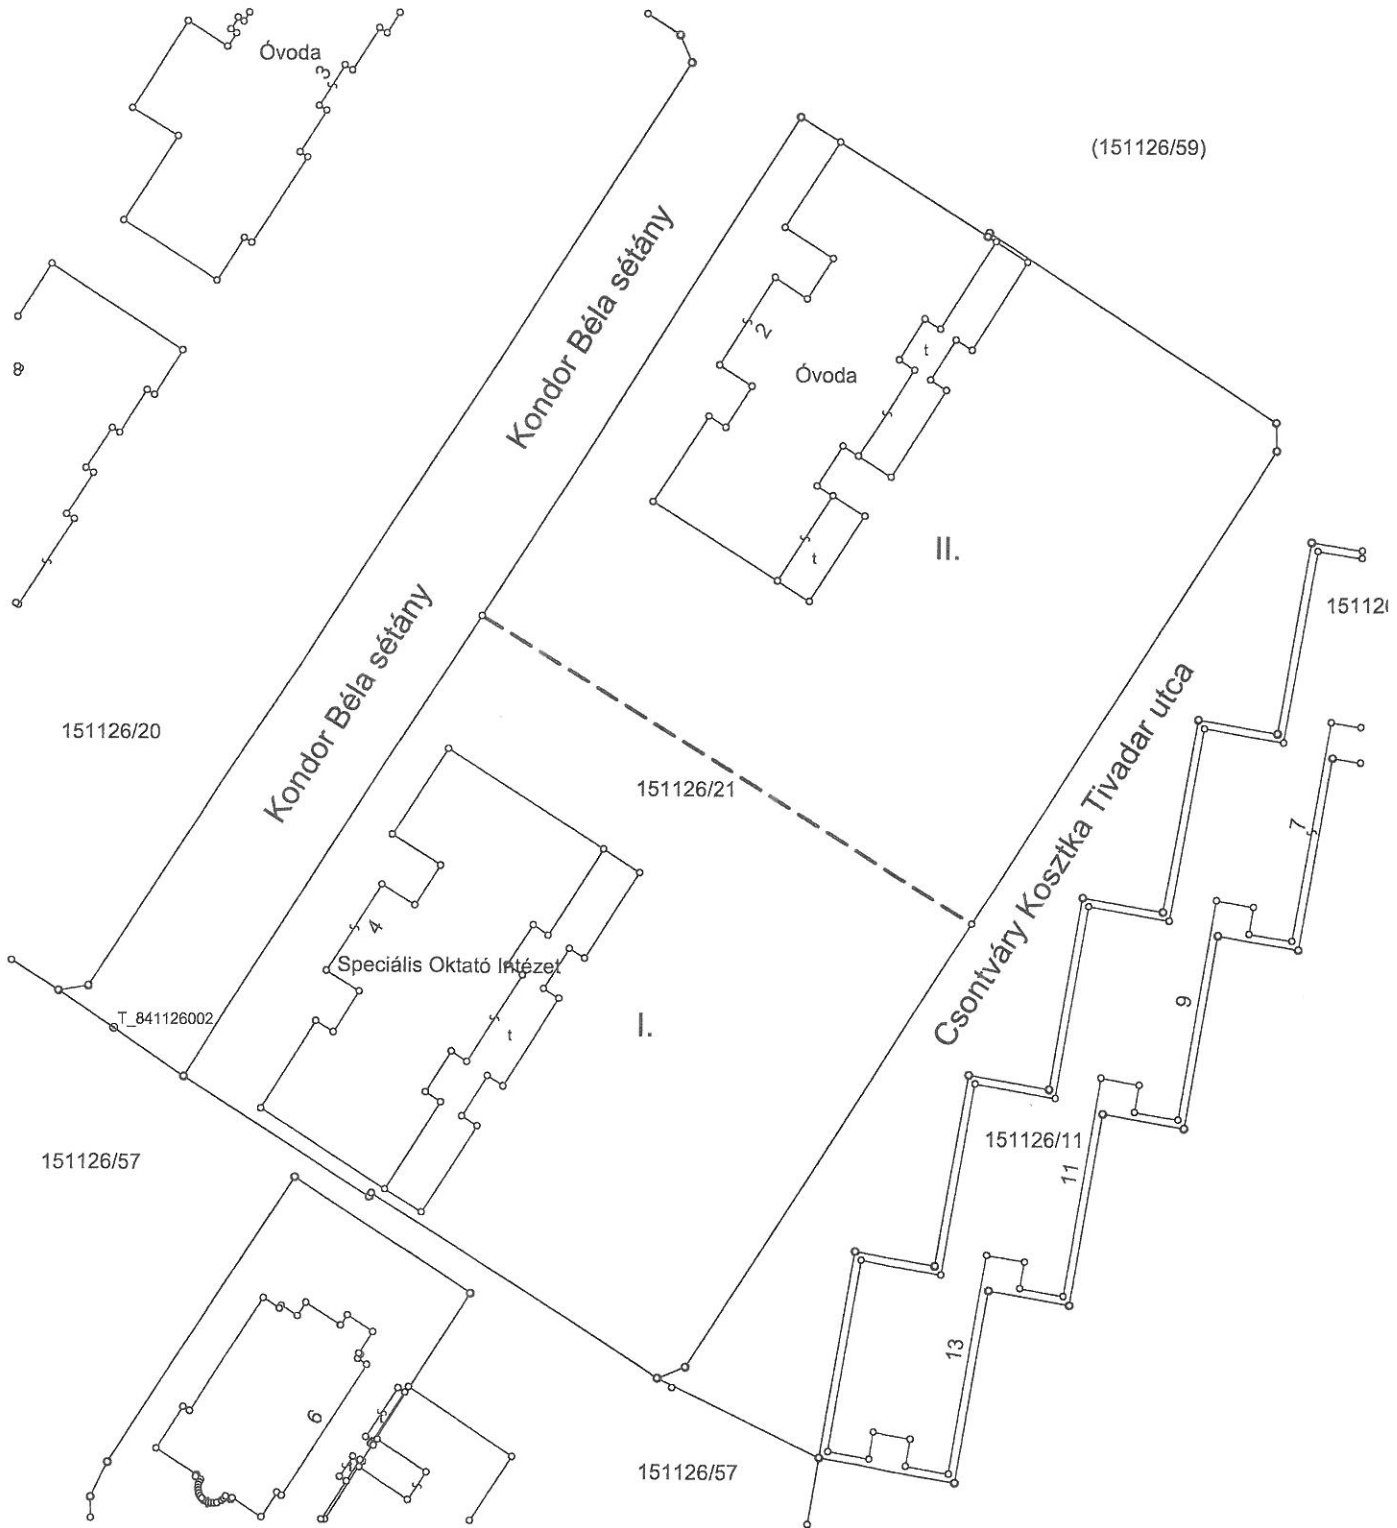 Óvoda
3
(151126/59)
Kondor Béla sétány
2
Óvoda
t
8
II.
t
151126
Kondor Béla sétány
151126/20
151126/21
Csontváry Kosztka Tivadar utca
7
4
Speciális Oktató Intézet
9
T_841126002
I.
t
151126/11
151126/57
11
13
6
151126/57